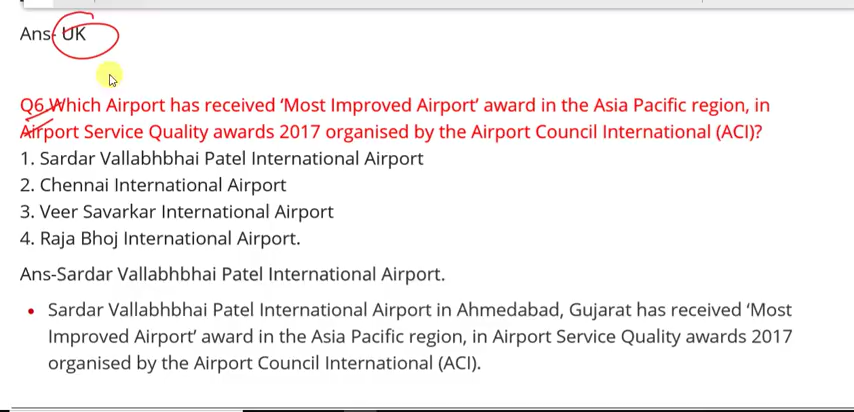 Ans- UK
Q6.Which Airport has received ‘Most Improved Airport’ award in the Asia Pacific region, in
Airport Service Quality awards 2017 organised by the Airport Council International (ACI)?
1. Sardar Vallabhbhai Patel International Airport
2. Chennai International Airport
3. Veer Savarkar International Airport
4. Raja Bhoj International Airport.
Ans-Sardar Vallabhbhai Patel International Airport.
• Sardar Vallabhbhai Patel International Airport in Ahmedabad, Gujarat has received ‘Most
Improved Airport’ award in the Asia Pacific region, in Airport Service Quality awards 2017
organised by the Airport Council International (ACI).